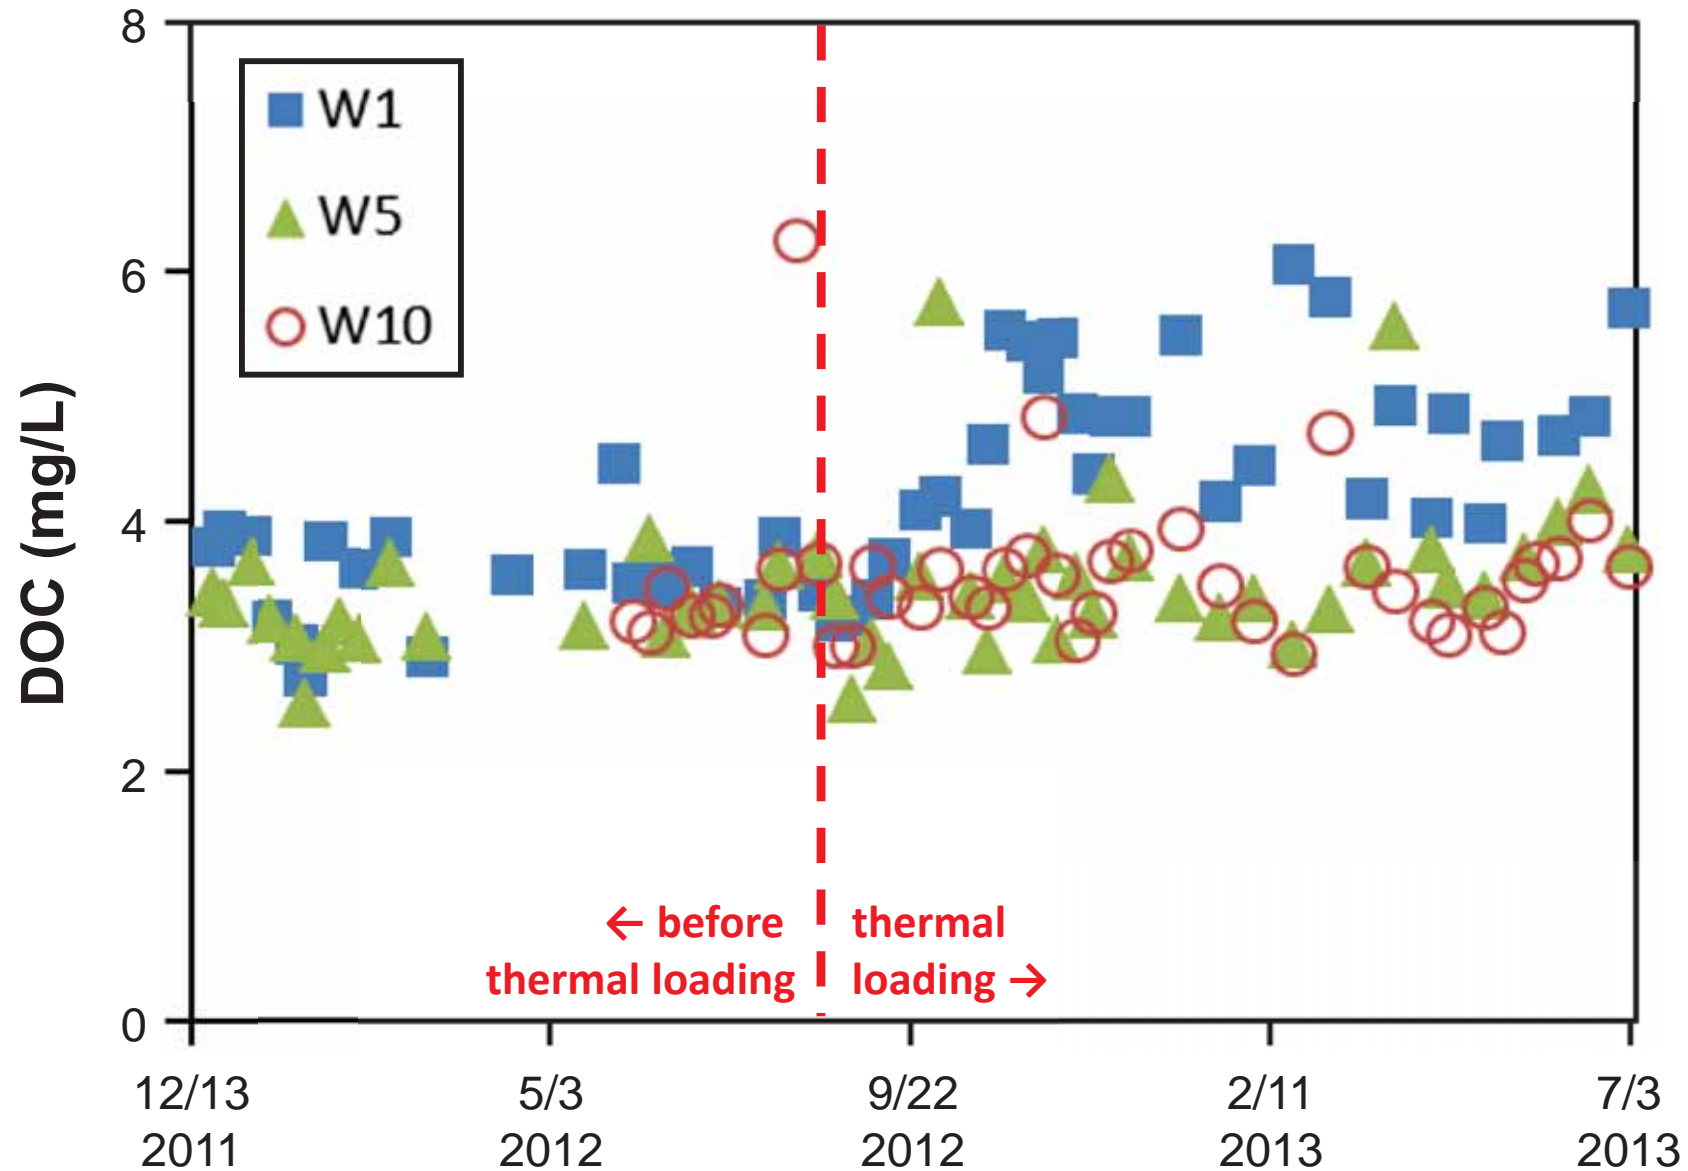 8
W1
W5
6
W10
DOC (mg/L)
4
2
← before
thermal loading
thermal
loading →
0
12/13
2011
5/3
2012
9/22
2012
2/11
2013
7/3
2013